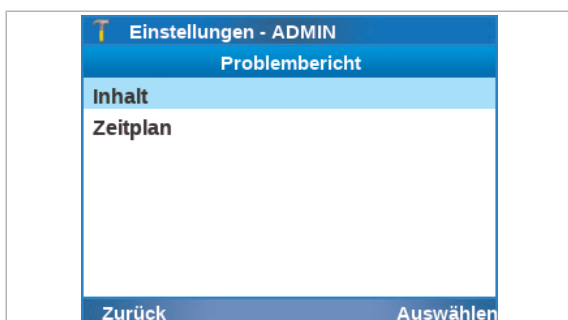 Einstellungen - ADMIN
Problembericht
Inhalt
Zeitplan
Zurück Auswählen